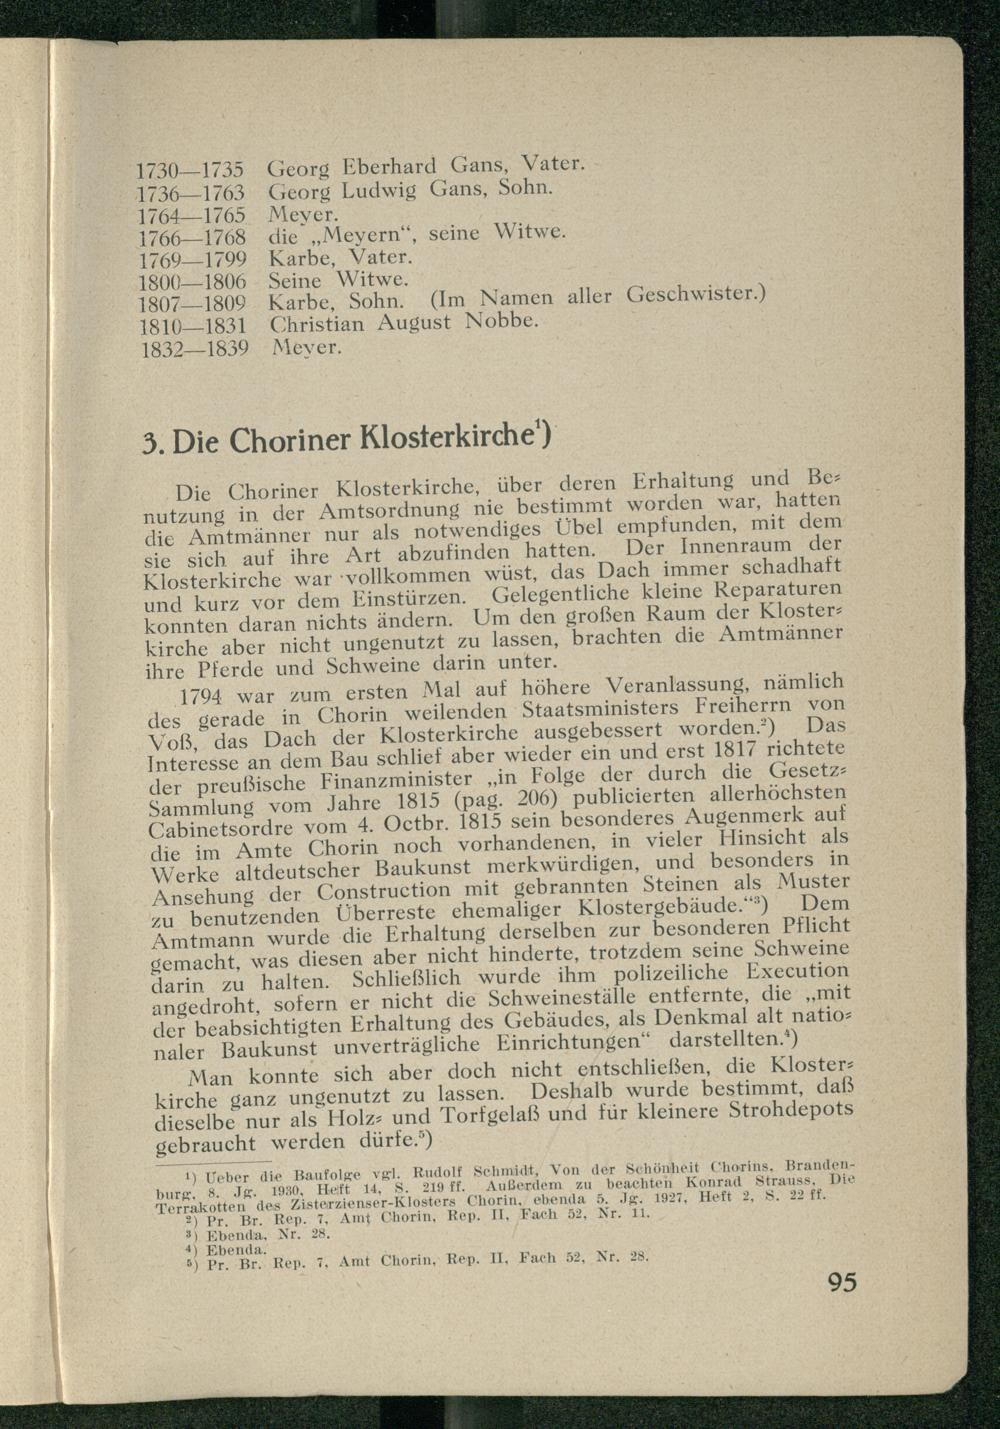 1730—1735 Georg Eberhard Gans, Vater.
1736—1763 Georg Ludwig Gans, Sohn.
1764—1765 Meyer.
1766—1768 die „Meyern“, seine Witwe.
1769—1799 Karbe, Vater.
1800—1806 Seine Witwe.
1807—1809 Karbe, Sohn. (Im Namen aller Geschwister.)
1810—1831 Christian August Nobbe.
1832—1839 Meyer.
3. Die Choriner Klosterkirche¹)
Die Choriner Klosterkirche, über deren Erhaltung und Be-
nutzung in der Amtsordnung nie bestimmt worden war, hatten
die Amtmänner nur als notwendiges Übel empfunden, mit dem
sie sich auf ihre Art abzufinden hatten. Der Innenraum der
Klosterkirche war vollkommen wüst, das Dach immer schadhaft
und kurz vor dem Einstürzen. Gelegentliche kleine Reparaturen
konnten daran nichts ändern. Um den großen Raum der Kloster-
kirche aber nicht ungenutzt zu lassen, brachten die Amtmänner
ihre Pferde und Schweine darin unter.
1794 war zum ersten Mal auf höhere Veranlassung, nämlich
des gerade in Chorin weilenden Staatsministers Freiherrn von
Voß, das Dach der Klosterkirche ausgebessert worden.²) Das
Interesse an dem Bau schlief aber wieder ein und erst 1817 richtete
der preußische Finanzminister „in Folge der durch die Gesetz-
Sammlung vom Jahre 1815 (pag. 206) publicierten allerhöchsten
Cabinetsordre vom 4. Octbr. 1815 sein besonderes Augenmerk auf
die im Amte Chorin noch vorhandenen, in vieler Hinsicht als
Werke altdeutscher Baukunst merkwürdigen, und besonders in
Ansehung der Construction mit gebrannten Steinen als Muster
zu benutzenden Überreste ehemaliger Klostergebäude.“³) Dem
Amtmann wurde die Erhaltung derselben zur besonderen Pflicht
gemacht, was diesen aber nicht hinderte, trotzdem seine Schweine
darin zu halten. Schließlich wurde ihm polizeiliche Execution
angedroht, sofern er nicht die Schweineställe entfernte, die „mit
der beabsichtigten Erhaltung des Gebäudes, als Denkmal alt natio-
naler Baukunst unverträgliche Einrichtungen“ darstellten.⁴)
Man konnte sich aber doch nicht entschließen, die Kloster-
kirche ganz ungenutzt zu lassen. Deshalb wurde bestimmt, daß
dieselbe nur als Holz- und Torfgelaß und für kleinere Strohdepots
gebraucht werden dürfe.⁵)
¹) Ueber die Baufolge vgl. Rudolf Schmidt, Von der Schönheit Chorins, Branden-
burg, 8. Jg. 1930, Heft 14, S. 219 ff. Außerdem zu beachten Konrad Strauss, Die
Terrakotten des Zisterzienser-Klosters Chorin, ebenda 5. Jg. 1927, Heft 2, S. 22 ff.
²) Pr. Br. Rep. 7, Amt Chorin, Rep. II, Fach 52, Nr. 11.
³) Ebenda, Nr. 28.
⁴) Ebenda.
⁵) Pr. Br. Rep. 7, Amt Chorin, Rep. II, Fach 52, Nr. 28.
95